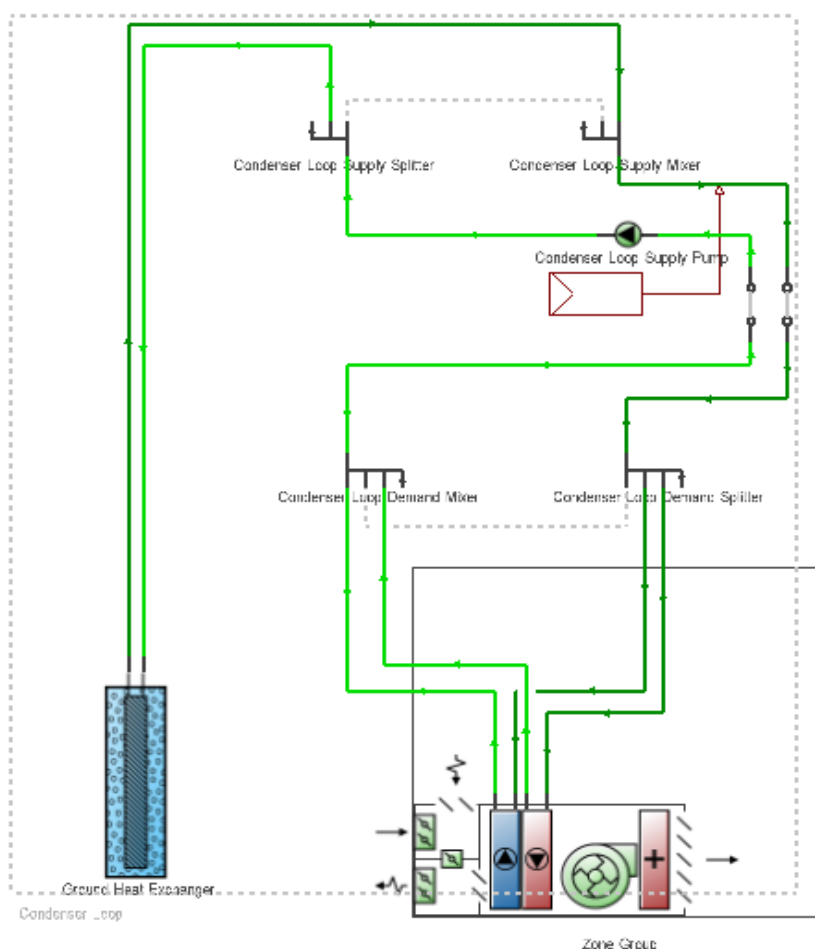 Condenser Loop Supply Splitter
Condenser Loop Supply Mixer
Condenser Loop Supply Pump
Condenser Loop Demand Mixer
Condenser Loop Demand Splitter
Ground Heat Exchanger
Condenser Loop
Zone Group